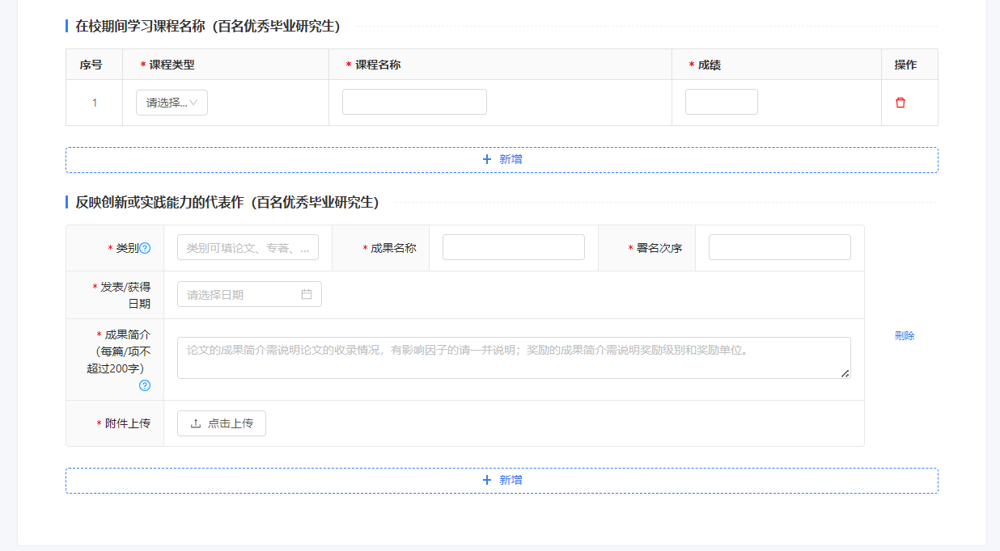 在校期间学习课程名称（百名优秀毕业研究生）
序号 * 课程类型 * 课程名称 * 成绩 操作
1 请选择...
+ 新增
反映创新或实践能力的代表作（百名优秀毕业研究生）
* 类别? 类别可填论文、专著、... * 成果名称 * 署名次序
* 发表/获得
日期
请选择日期
* 成果简介
（每篇/项不
超过200字）
?
论文的成果简介需说明论文的收录情况，有影响因子的请一并说明；奖励的成果简介需说明奖励级别和奖励单位。
删除
* 附件上传 点击上传
+ 新增